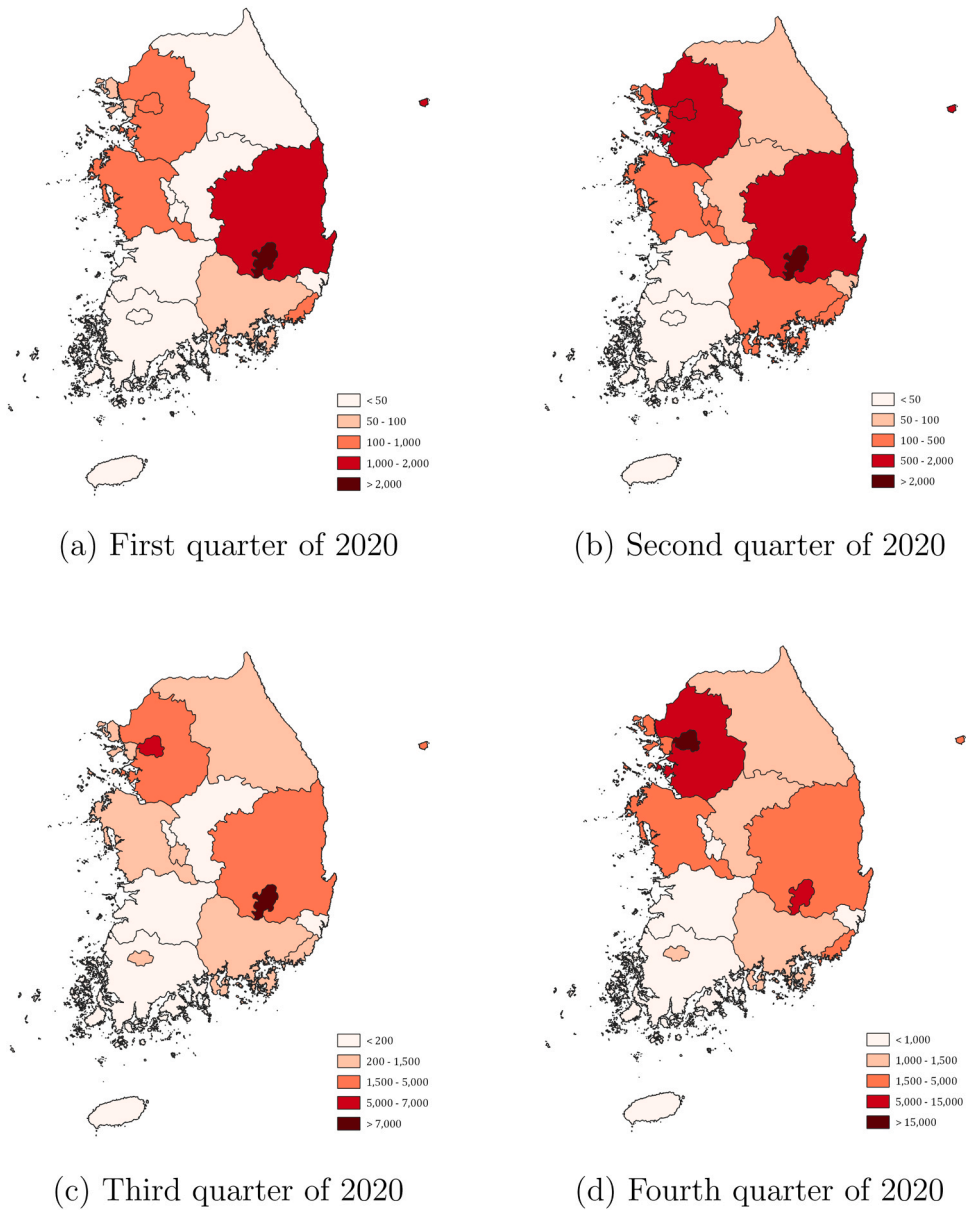 < 50
50 - 100
100 - 1,000
1,000 - 2,000
> 2,000
(a) First quarter of 2020
< 50
50 - 100
100 - 500
500 - 2,000
> 2,000
(b) Second quarter of 2020
< 200
200 - 1,500
1,500 - 5,000
5,000 - 7,000
> 7,000
(c) Third quarter of 2020
< 1,000
1,000 - 1,500
1,500 - 5,000
5,000 - 15,000
> 15,000
(d) Fourth quarter of 2020